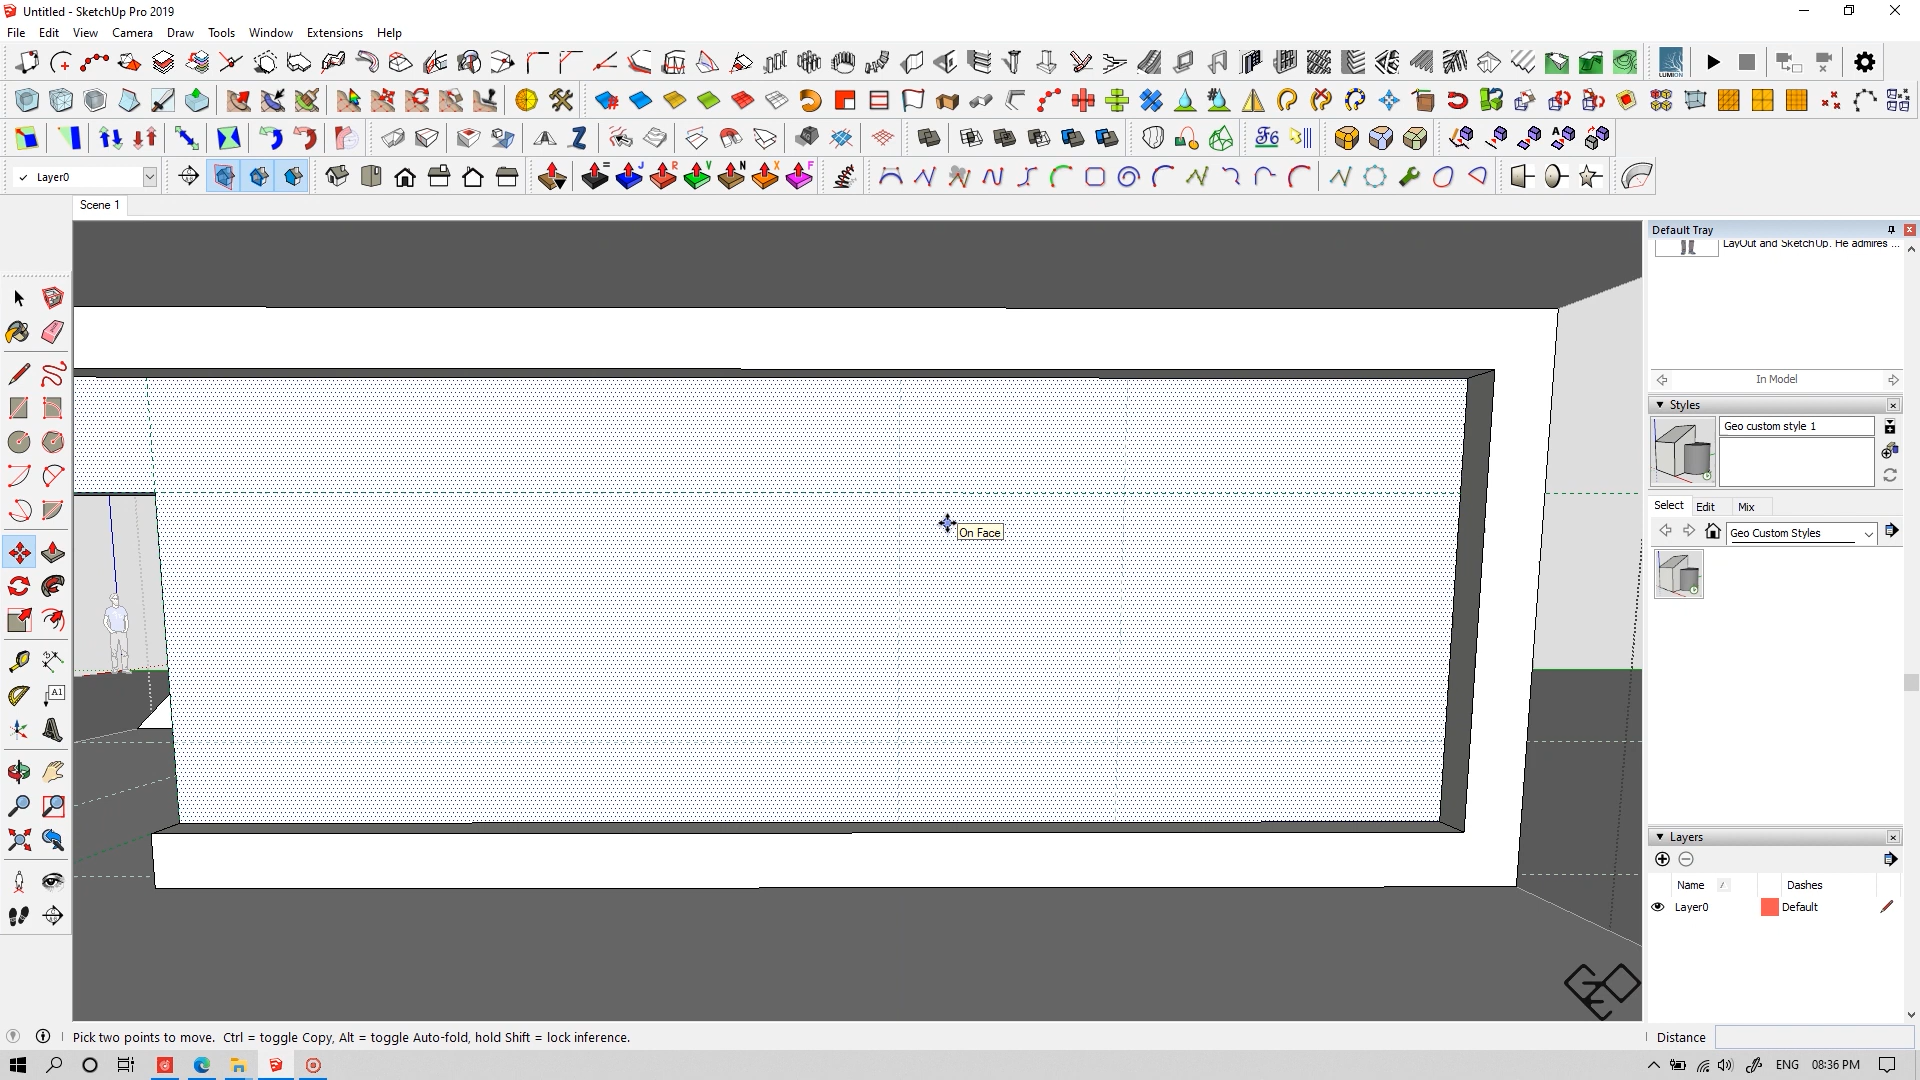 Untitled - SketchUp Pro 2019
File Edit View Camera Draw Tools Window Extensions Help
LUMION
✓ Layer0
= J R V N X F
Scene 1
Default Tray
LayOut and SketchUp. He admires ...
In Model
Styles
Geo custom style 1
Select Edit Mix
Geo Custom Styles
On Face
A1
Layers
Name Dashes
Layer0 Default
GEO
Pick two points to move. Ctrl = toggle Copy, Alt = toggle Auto-fold, hold Shift = lock inference.
Distance
ENG 08:36 PM